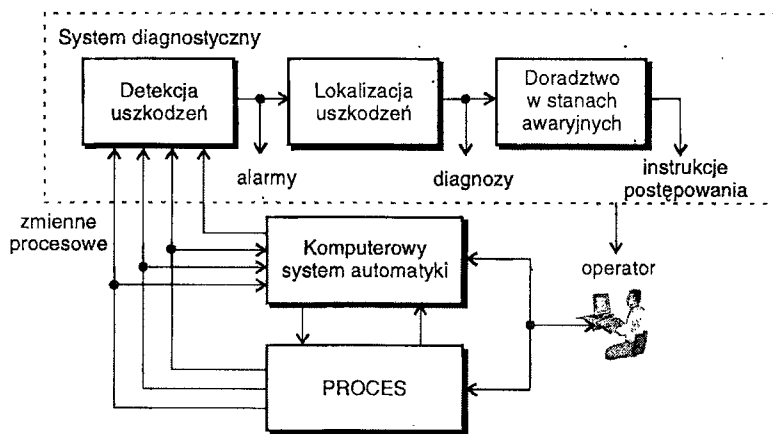 System diagnostyczny
Detekcja
uszkodzeń
Lokalizacja
uszkodzeń
Doradztwo
w stanach
awaryjnych
alarmy
diagnozy
instrukcje
postępowania
zmienne
procesowe
Komputerowy
system automatyki
operator
PROCES